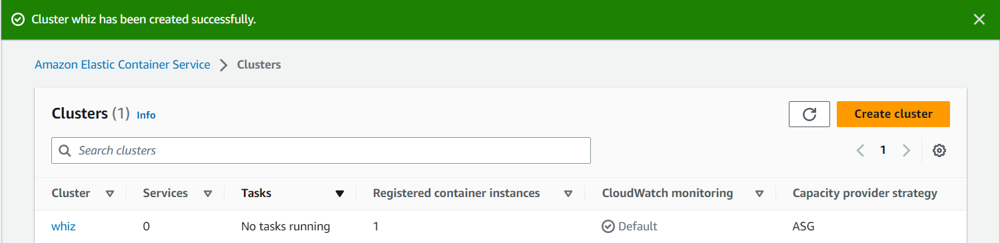 Cluster whiz has been created successfully.
Amazon Elastic Container Service Clusters
Clusters (1) Info
Create cluster
Search clusters
1
Cluster Services Tasks Registered container instances CloudWatch monitoring Capacity provider strategy
whiz 0 No tasks running 1 Default ASG